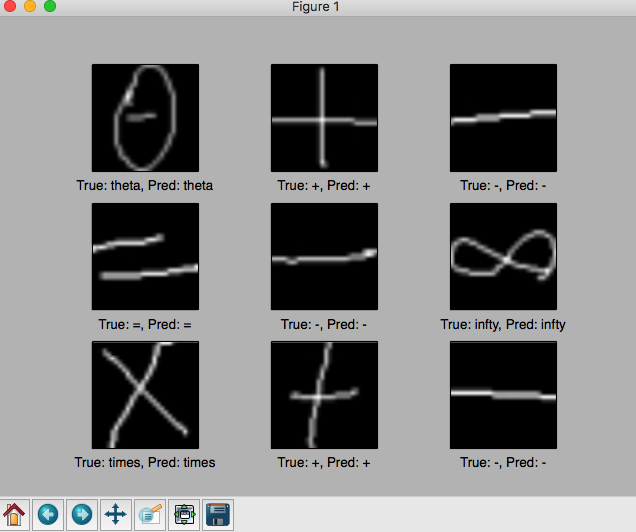 Figure 1
True: theta, Pred: theta
True: +, Pred: +
True: -, Pred: -
True: =, Pred: =
True: -, Pred: -
True: infty, Pred: infty
True: times, Pred: times
True: +, Pred: +
True: -, Pred: -